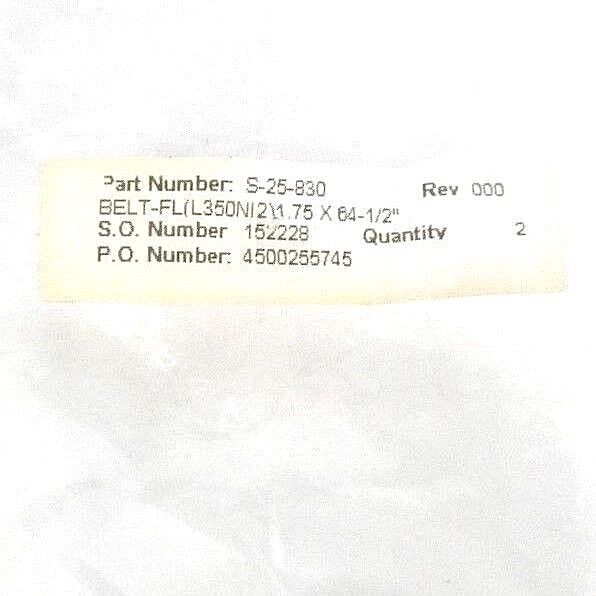 Part Number: S-25-830 Rev 000
BELT-FL(L350NI2)1.75 X 64-1/2"
S.O. Number 152228 Quantity 2
P.O. Number: 4500255745